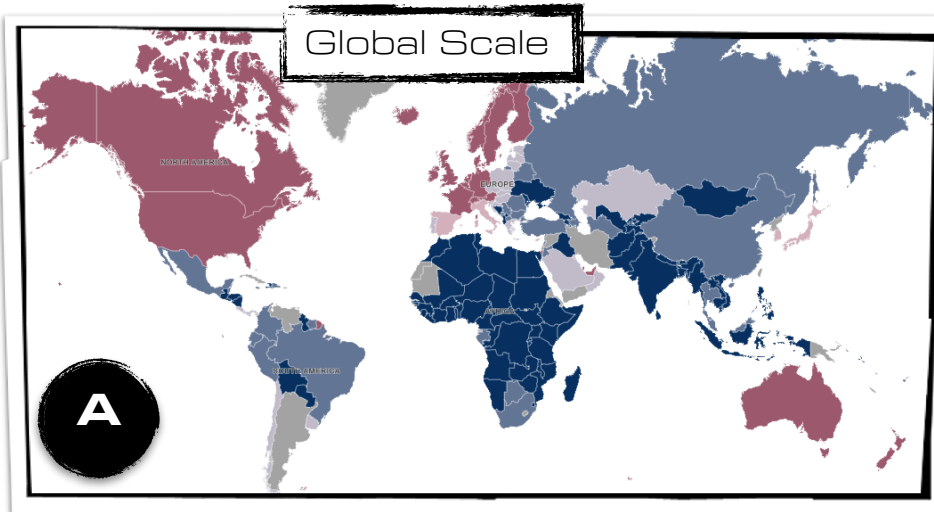 Global Scale
NORTH AMERICA
EUROPE
AFRICA
SOUTH AMERICA
A